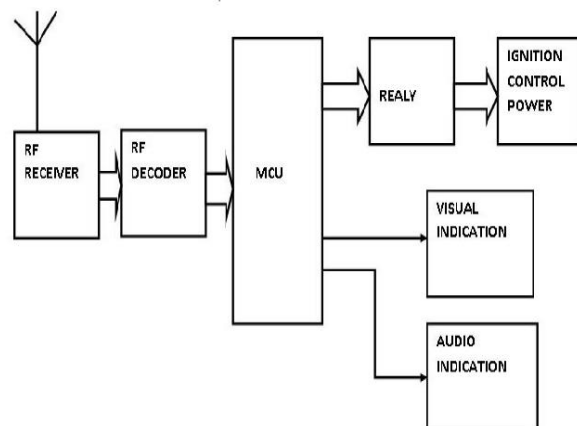 RF
RECEIVER
RF
DECODER
MCU
REALY
IGNITION
CONTROL
POWER
VISUAL
INDICATION
AUDIO
INDICATION